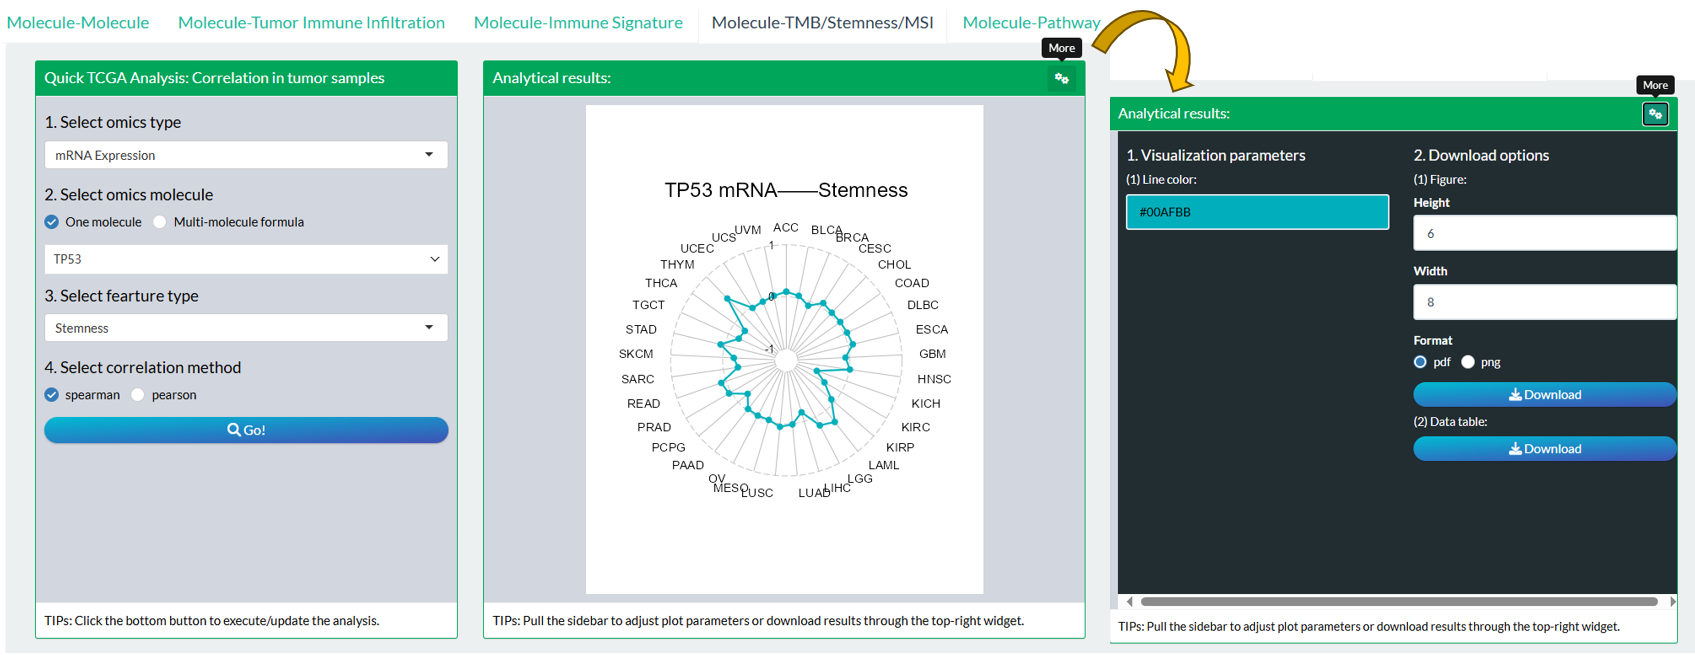 Molecule-Molecule
Molecule-Tumor Immune Infiltration
Molecule-Immune Signature
Molecule-TMB/Stemness/MSI
Molecule-Pathway
Quick TCGA Analysis: Correlation in tumor samples
1. Select omics type
mRNA Expression
2. Select omics molecule
One molecule
Multi-molecule formula
TP53
3. Select fearture type
Stemness
4. Select correlation method
spearman
pearson
Go!
TIPs: Click the bottom button to execute/update the analysis.
More
Analytical results:
TP53 mRNA——Stemness
ACC
BLCA
BRCA
CESC
CHOL
COAD
DLBC
ESCA
GBM
HNSC
KICH
KIRC
KIRP
LAML
LGG
LIHC
LUAD
LUSC
MESO
OV
PAAD
PCPG
PRAD
READ
SARC
SKCM
STAD
TGCT
THCA
THYM
UCEC
UCS
UVM
1
0
-1
TIPs: Pull the sidebar to adjust plot parameters or download results through the top-right widget.
More
Analytical results:
1. Visualization parameters
(1) Line color:
#00AFBB
2. Download options
(1) Figure:
Height
6
Width
8
Format
pdf
png
Download
(2) Data table:
Download
TIPs: Pull the sidebar to adjust plot parameters or download results through the top-right widget.